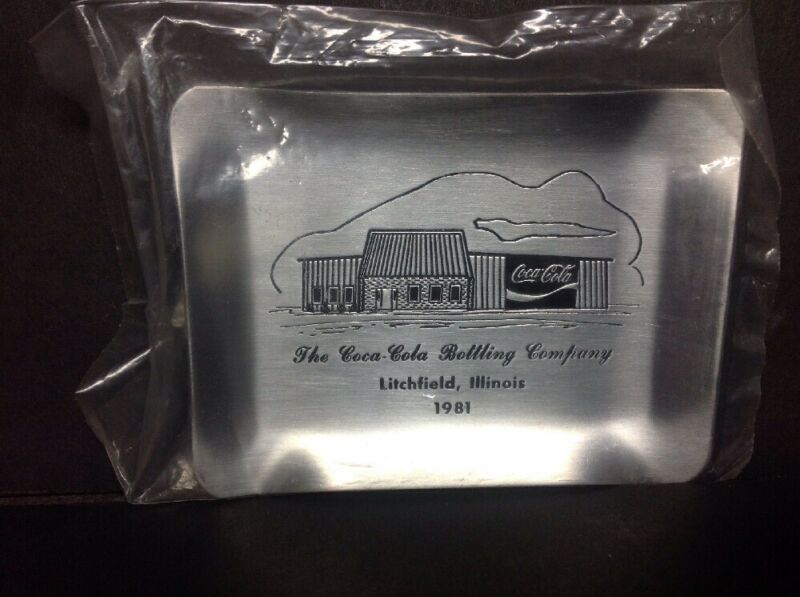 Coca-Cola
The Coca-Cola Bottling Company
Litchfield, Illinois
1981